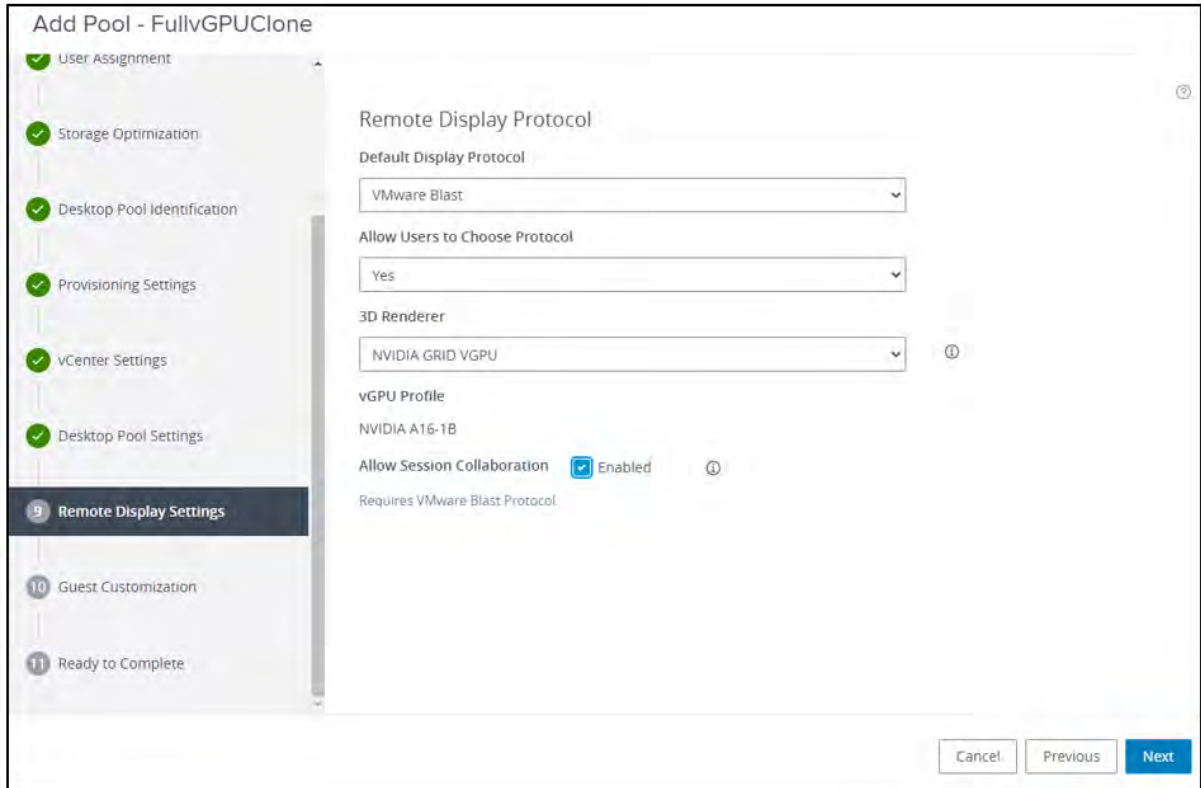 Add Pool - FullvGPUClone
User Assignment
Storage Optimization
Desktop Pool Identification
Provisioning Settings
vCenter Settings
Desktop Pool Settings
9 Remote Display Settings
10 Guest Customization
11 Ready to Complete
Remote Display Protocol
Default Display Protocol
VMware Blast
Allow Users to Choose Protocol
Yes
3D Renderer
NVIDIA GRID VGPU
vGPU Profile
NVIDIA A16-1B
Allow Session Collaboration Enabled
Requires VMware Blast Protocol
Cancel Previous Next